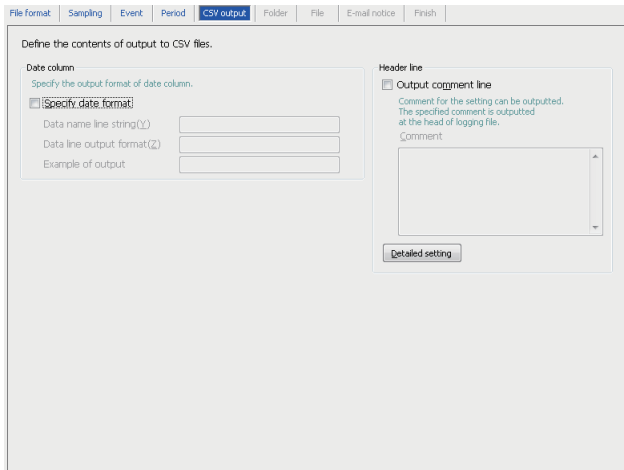 File format Sampling Event Period CSV output Folder File E-mail notice Finish
Define the contents of output to CSV files.
Date column
Specify the output format of date column.
Specify date format
Data name line string(Y)
Data line output format(Z)
Example of output
Header line
Output comment line
Comment for the setting can be outputted.
The specified comment is outputted
at the head of logging file.
Comment
Detailed setting